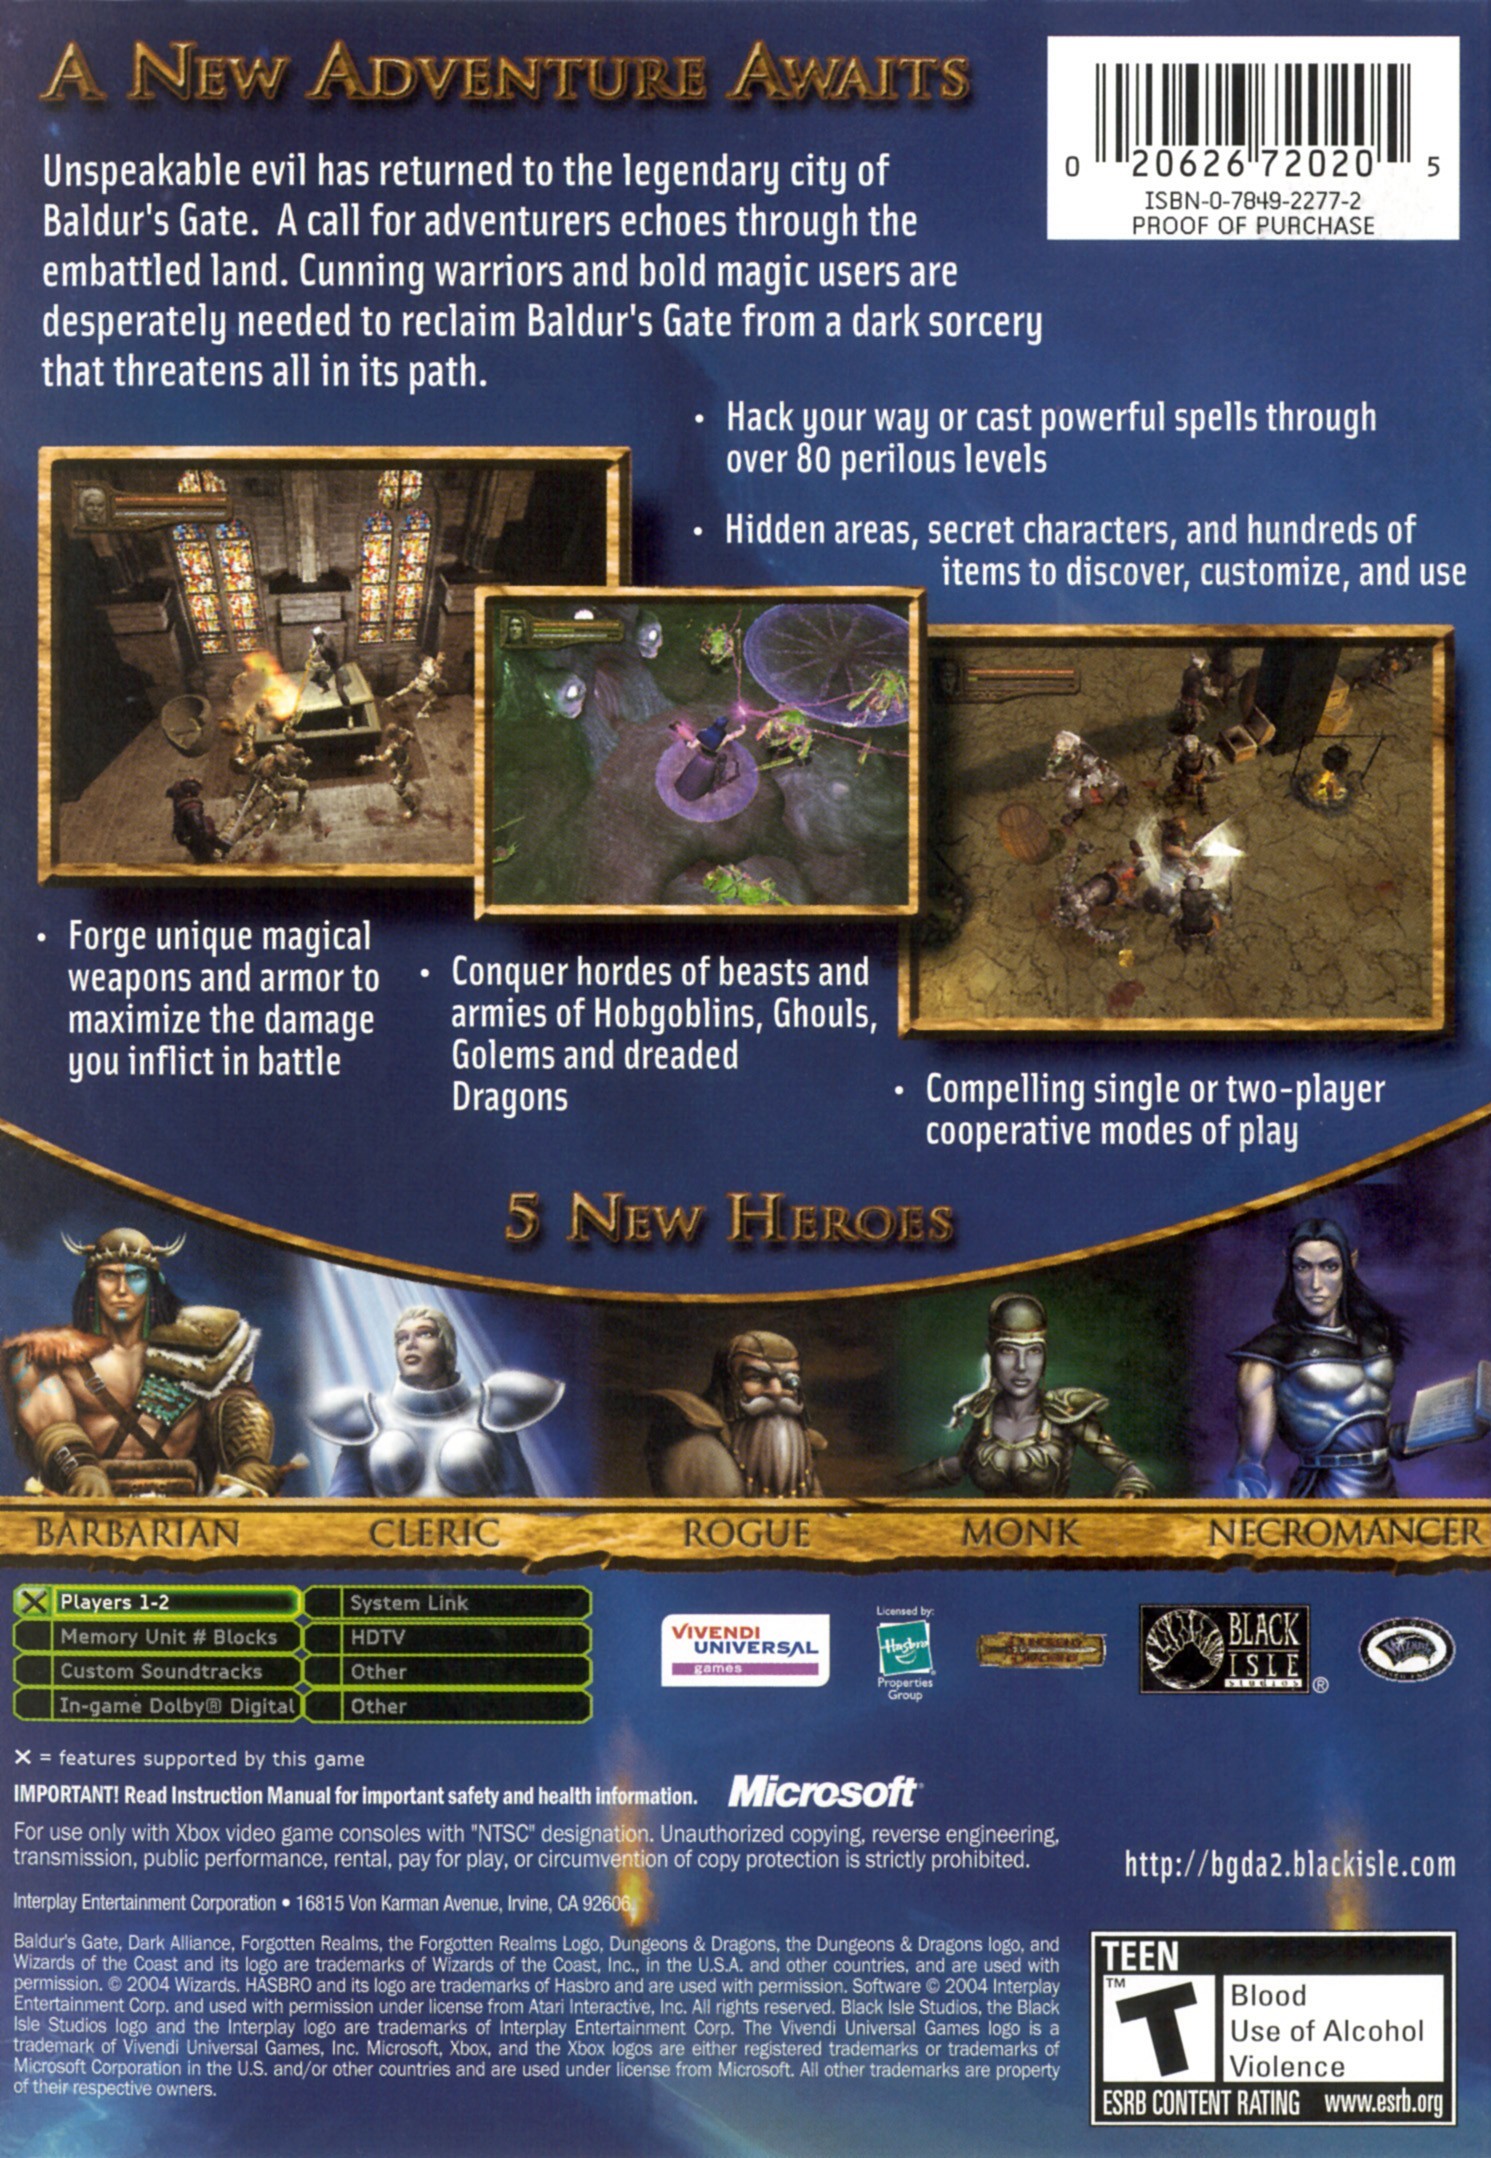 A NEW ADVENTURE AWAITS
Unspeakable evil has returned to the legendary city of
Baldur's Gate. A call for adventurers echoes through the
embattled land. Cunning warriors and bold magic users are
desperately needed to reclaim Baldur's Gate from a dark sorcery
that threatens all in its path.
0 20626 72020 5
ISBN-0-7849-2277-2
PROOF OF PURCHASE
• Hack your way or cast powerful spells through
over 80 perilous levels
• Hidden areas, secret characters, and hundreds of
items to discover, customize, and use
• Forge unique magical
weapons and armor to
maximize the damage
you inflict in battle
• Conquer hordes of beasts and
armies of Hobgoblins, Ghouls,
Golems and dreaded
Dragons
• Compelling single or two-player
cooperative modes of play
5 NEW HEROES
BARBARIAN CLERIC ROGUE MONK NECROMANCER
X Players 1-2
Memory Unit # Blocks
Custom Soundtracks
In-game Dolby® Digital
System Link
HDTV
Other
Other
VIVENDI
UNIVERSAL
games
Licensed by:
Hasbro
Properties
Group
BLACK
ISLE
STUDIOS ®
X = features supported by this game
IMPORTANT! Read Instruction Manual for important safety and health information.
Microsoft
For use only with Xbox video game consoles with "NTSC" designation. Unauthorized copying, reverse engineering,
transmission, public performance, rental, pay for play, or circumvention of copy protection is strictly prohibited.
http://bgda2.blackisle.com
Interplay Entertainment Corporation • 16815 Von Karman Avenue, Irvine, CA 92606
Baldur's Gate, Dark Alliance, Forgotten Realms, the Forgotten Realms Logo, Dungeons & Dragons, the Dungeons & Dragons logo, and
Wizards of the Coast and its logo are trademarks of Wizards of the Coast, Inc., in the U.S.A. and other countries, and are used with
permission. © 2004 Wizards. HASBRO and its logo are trademarks of Hasbro and are used with permission. Software © 2004 Interplay
Entertainment Corp. and used with permission under license from Atari Interactive, Inc. All rights reserved. Black Isle Studios, the Black
Isle Studios logo and the Interplay logo are trademarks of Interplay Entertainment Corp. The Vivendi Universal Games logo is a
trademark of Vivendi Universal Games, Inc. Microsoft, Xbox, and the Xbox logos are either registered trademarks or trademarks of
Microsoft Corporation in the U.S. and/or other countries and are used under license from Microsoft. All other trademarks are property
of their respective owners.
TEEN
T™
Blood
Use of Alcohol
Violence
ESRB CONTENT RATING www.esrb.org